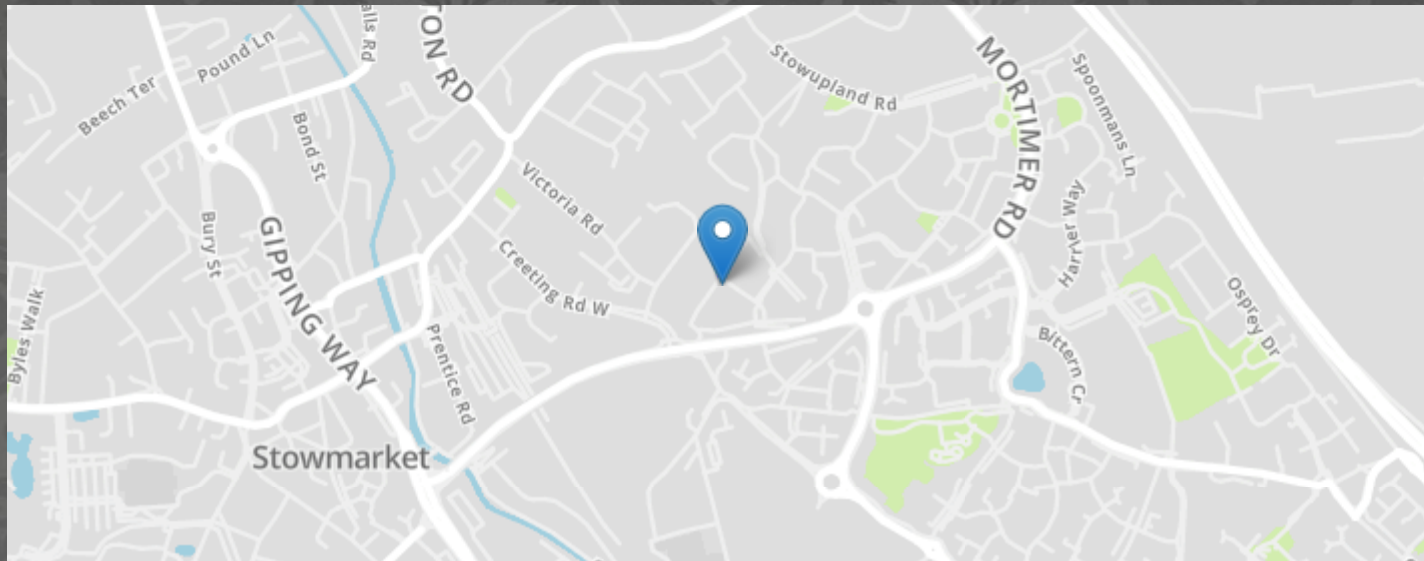 alls Rd
TON RD
Pound Ln
Beech Ter
Bond St
Stowupland Rd
MORTIMER RD
Spoonmans Ln
Victoria Rd
Harrier Way
Bury St
GIPPING WAY
Creeting Rd W
Osprey Dr
Byles Walk
Prentice Rd
Bittern Cr
Stowmarket